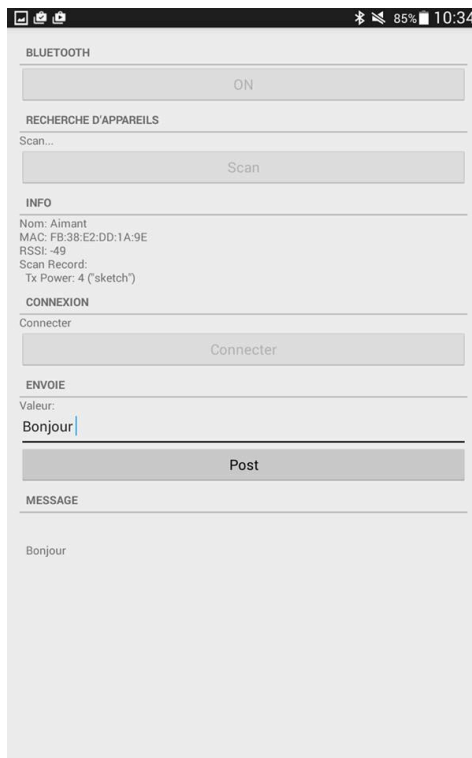 85% 10:34
BLUETOOTH
ON
RECHERCHE D'APPAREILS
Scan...
Scan
INFO
Nom: Aimant
MAC: FB:38:E2:DD:1A:9E
RSSI: -49
Scan Record:
Tx Power: 4 ("sketch")
CONNEXION
Connecter
Connecter
ENVOIE
Valeur:
Bonjour
Post
MESSAGE
Bonjour